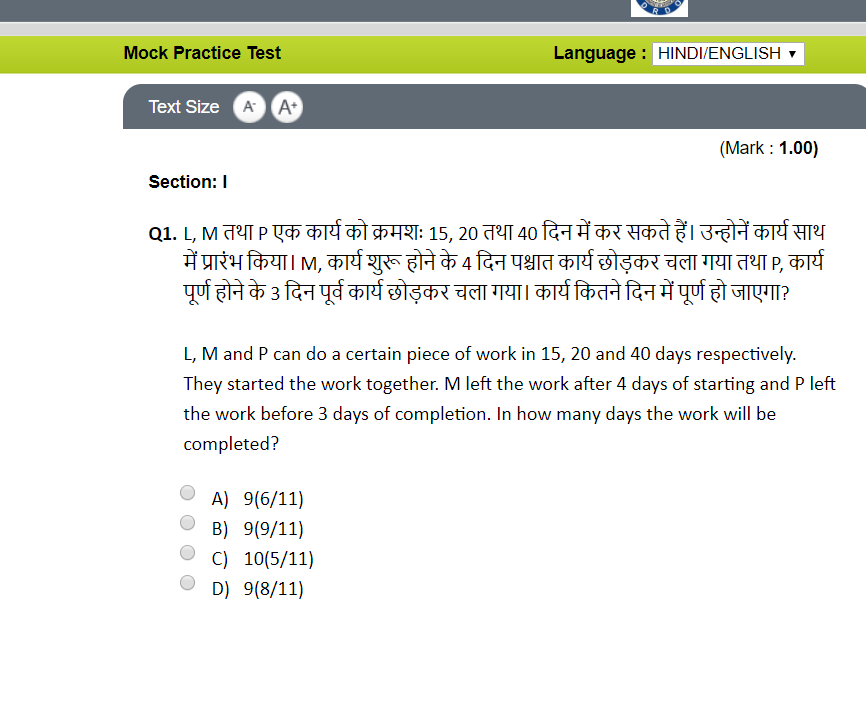 DRDO
Mock Practice Test Language : HINDI/ENGLISH ▼
Text Size A- A+
(Mark : 1.00)
Section: I
Q1. L, M तथा P एक कार्य को क्रमशः 15, 20 तथा 40 दिन में कर सकते हैं। उन्होनें कार्य साथ
में प्रारंभ किया। M, कार्य शुरू होने के 4 दिन पश्चात कार्य छोड़कर चला गया तथा P, कार्य
पूर्ण होने के 3 दिन पूर्व कार्य छोड़कर चला गया। कार्य कितने दिन में पूर्ण हो जाएगा?
L, M and P can do a certain piece of work in 15, 20 and 40 days respectively.
They started the work together. M left the work after 4 days of starting and P left
the work before 3 days of completion. In how many days the work will be
completed?
A) 9(6/11)
B) 9(9/11)
C) 10(5/11)
D) 9(8/11)